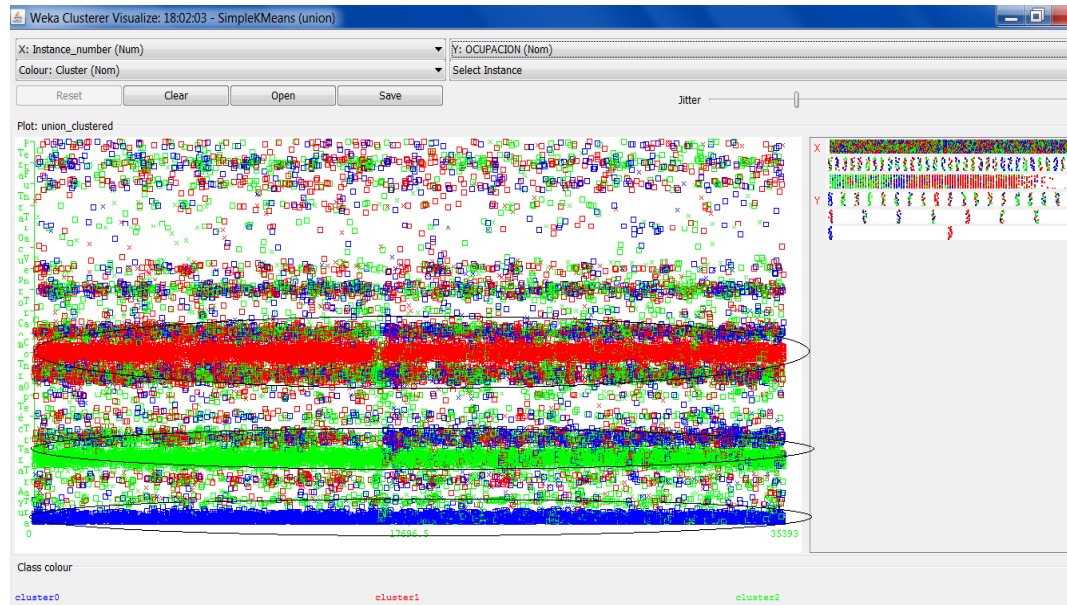 Weka Clusterer Visualize: 18:02:03 - SimpleKMeans (union)
X: Instance_number (Num)
Y: OCUPACION (Nom)
Colour: Cluster (Nom)
Select Instance
Reset
Clear
Open
Save
Jitter
Plot: union_clustered
X
Y
0
17696.5
35393
Class colour
cluster0
cluster1
cluster2